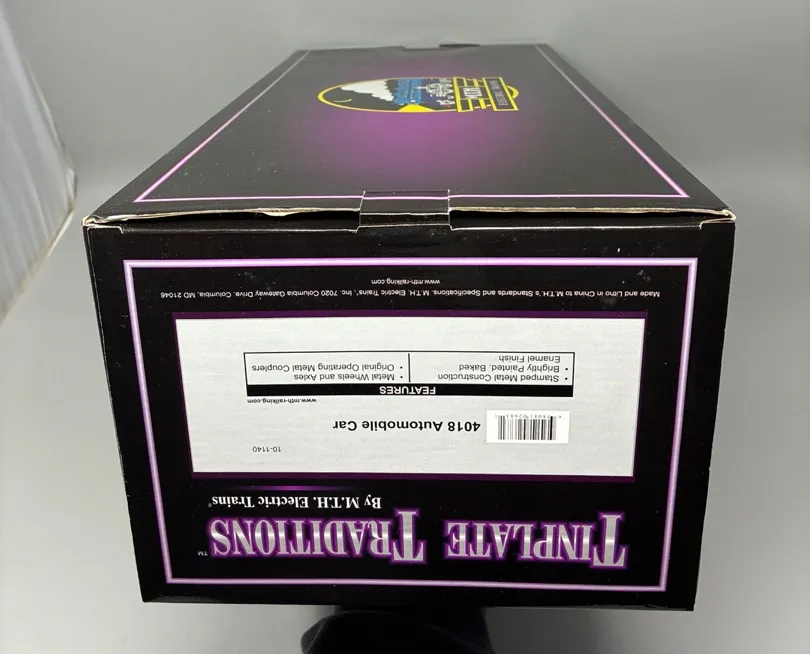 TINPLATE TRADITIONS™
By M.T.H. Electric Trains®
10-1140
4018 Automobile Car
www.mth-railking.com
FEATURES
• Stamped Metal Construction
• Brightly Painted, Baked Enamel Finish
• Metal Wheels and Axles
• Original Operating Metal Couplers
Made and Litho in China to M.T.H.'s Standards and Specifications, M.T.H. Electric Trains®, Inc., 7020 Columbia Gateway Drive, Columbia, MD 21046
www.mth-railking.com
MTH